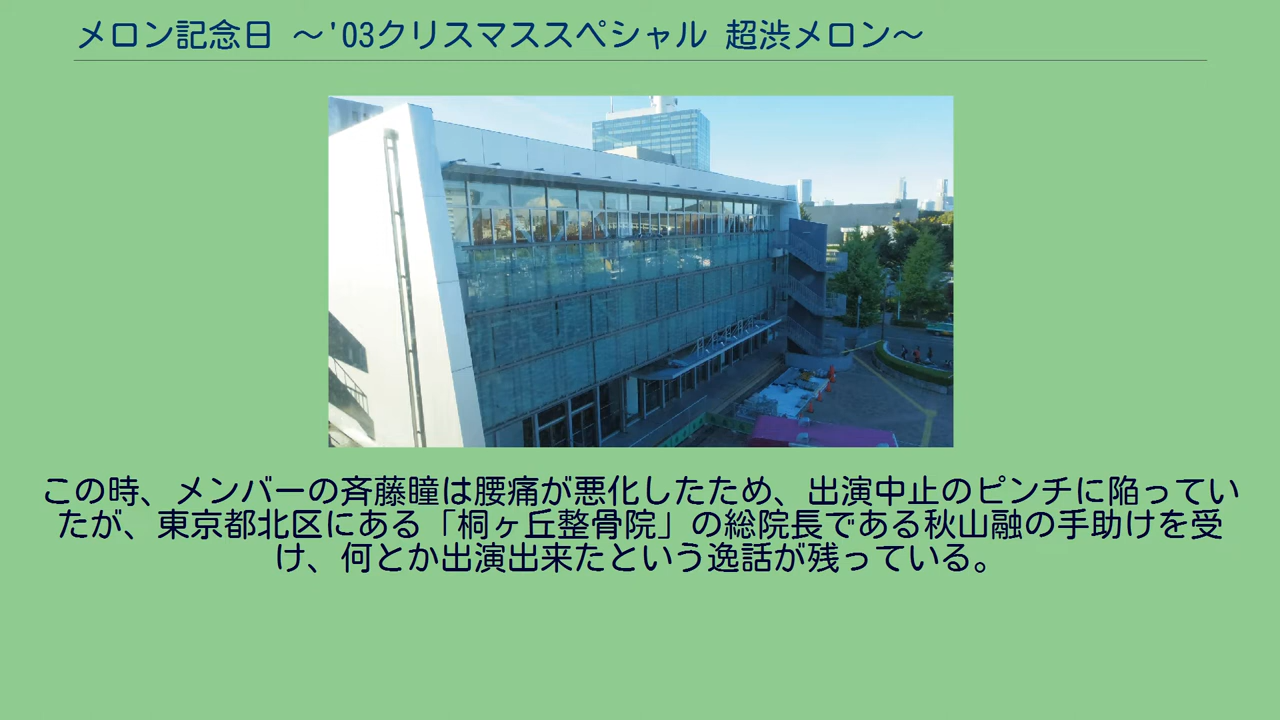 メロン記念日 〜'03クリスマススペシャル 超渋メロン〜
この時、メンバーの斉藤瞳は腰痛が悪化したため、出演中止のピンチに陥ってい
たが、東京都北区にある「桐ヶ丘整骨院」の総院長である秋山融の手助けを受
け、何とか出演出来たという逸話が残っている。